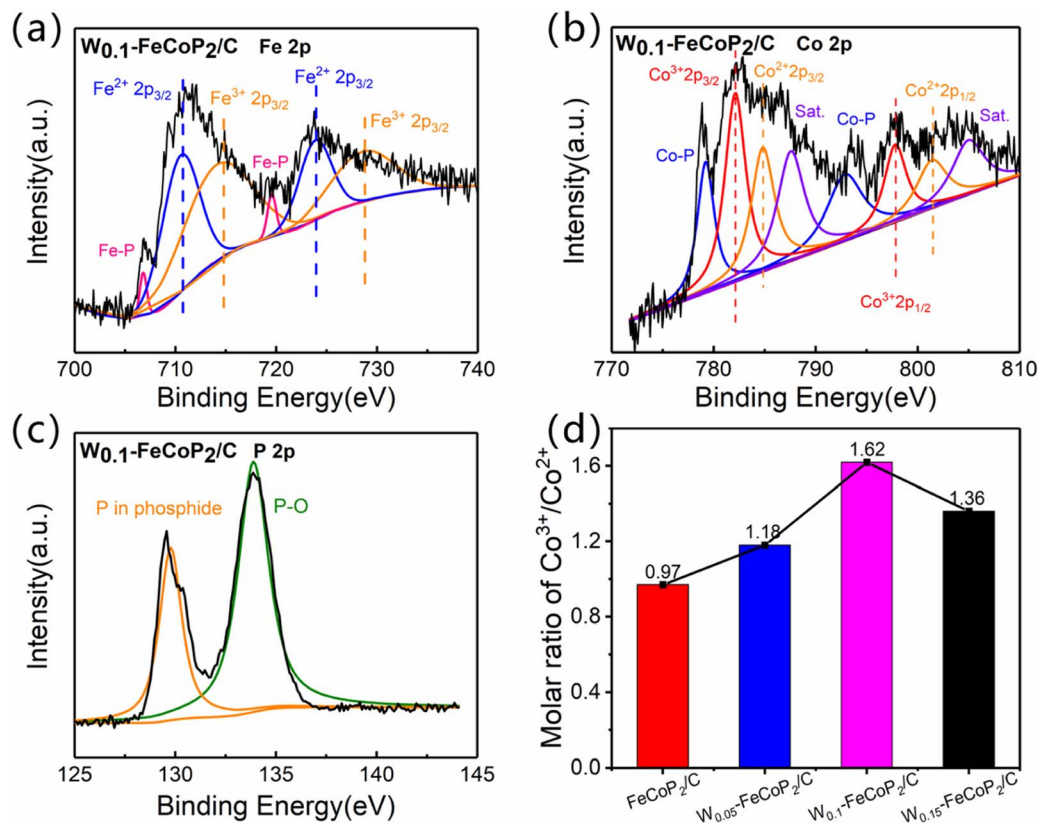 (a)
W0.1-FeCoP2/C Fe 2p
Fe2+ 2p3/2
Fe3+ 2p3/2
Fe2+ 2p3/2
Fe3+ 2p3/2
Fe-P
Fe-P
Intensity(a.u.)
700 710 720 730 740
Binding Energy(eV)
(b)
W0.1-FeCoP2/C Co 2p
Co3+2p3/2
Co2+2p3/2
Co-P
Sat.
Co-P
Co2+2p1/2
Sat.
Co3+2p1/2
Intensity(a.u.)
770 780 790 800 810
Binding Energy(eV)
(c)
W0.1-FeCoP2/C P 2p
P in phosphide
P-O
Intensity(a.u.)
125 130 135 140 145
Binding Energy(eV)
(d)
Molar ratio of Co3+/Co2+
1.6
1.2
0.8
0.4
0.0
0.97
1.18
1.62
1.36
FeCoP2/C
W0.05-FeCoP2/C
W0.1-FeCoP2/C
W0.15-FeCoP2/C